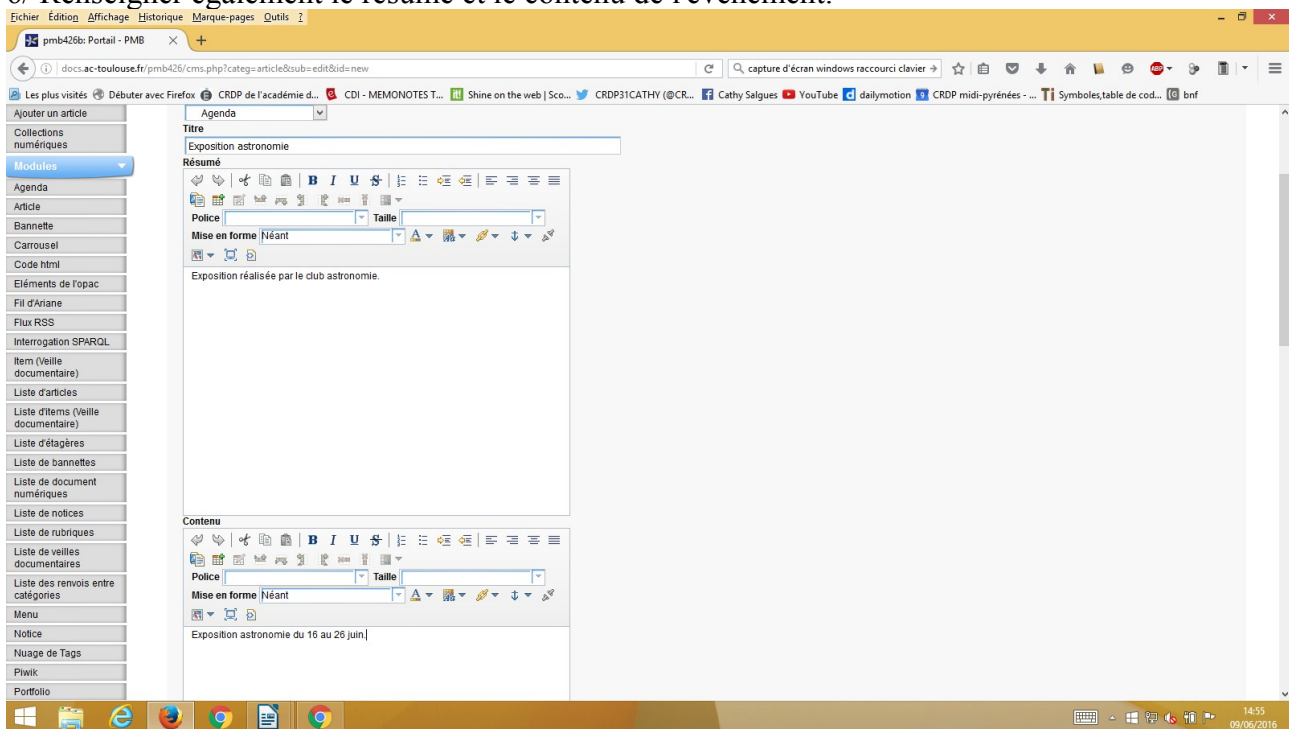 6/ Renseigner également le résumé et le contenu de l'évènement.
Fichier Édition Affichage Historique Marque-pages Outils ?
pmb426b: Portail - PMB
docs.ac-toulouse.fr/pmb426/cms.php?categ=article&sub=edit&id=new
capture d'écran windows raccourci clavier
Les plus visités Débuter avec Firefox CRDP de l'académie d... CDI - MEMONOTES T... Shine on the web | Sco... CRDP31CATHY (@CR... Cathy Salgues YouTube dailymotion CRDP midi-pyrénées - ... Symboles,table de cod... bnf
Ajouter un article
Collections
numériques
Modules
Agenda
Article
Bannette
Carrousel
Code html
Eléments de l'opac
Fil d'Ariane
Flux RSS
Interrogation SPARQL
Item (Veille
documentaire)
Liste d'articles
Liste d'items (Veille
documentaire)
Liste d'étagères
Liste de bannettes
Liste de document
numériques
Liste de notices
Liste de rubriques
Liste de veilles
documentaires
Liste des renvois entre
catégories
Menu
Notice
Nuage de Tags
Piwik
Portfolio
Agenda
Titre
Exposition astronomie
Résumé
B I U S
Police Taille
Mise en forme Néant
Exposition réalisée par le club astronomie.
Contenu
B I U S
Police Taille
Mise en forme Néant
Exposition astronomie du 16 au 26 juin.
14:55
09/06/2016